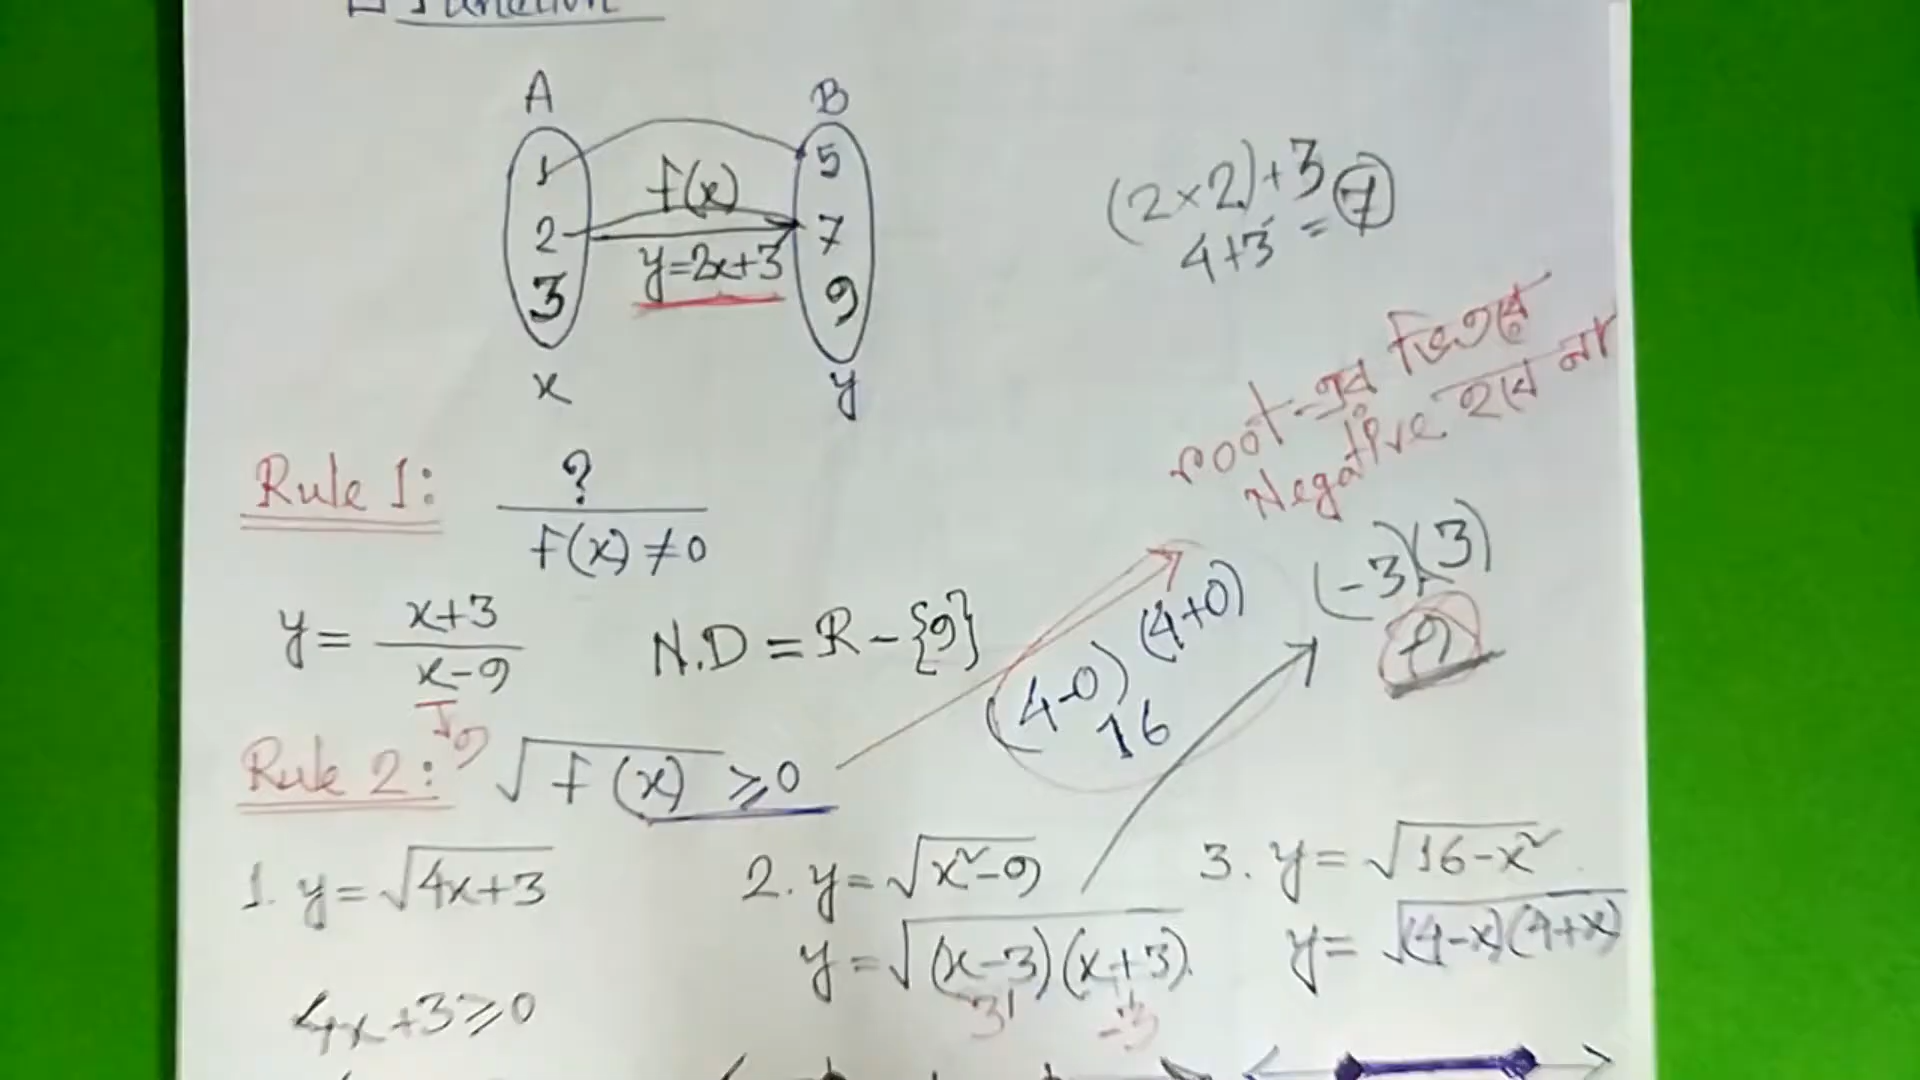 Function
A
B
1
5
f(x)
2
7
y=2x+3
3
9
x
y
(2×2)+3
4+3 = 7
root-এর ভিতরে
Negative হবে না
Rule 1:
?
f(x) ≠ 0
(-3)(3)
-9
y = x+3
x-9
9
N.D = R - {9}
(4-0) (4+0)
16
Rule 2:
√f(x) ≥ 0
1. y = √4x+3
2. y = √x²-9
3. y = √16-x²
y = √(x-3)(x+3)
y = √(4-x)(4+x)
3
-3
4x+3 ≥ 0